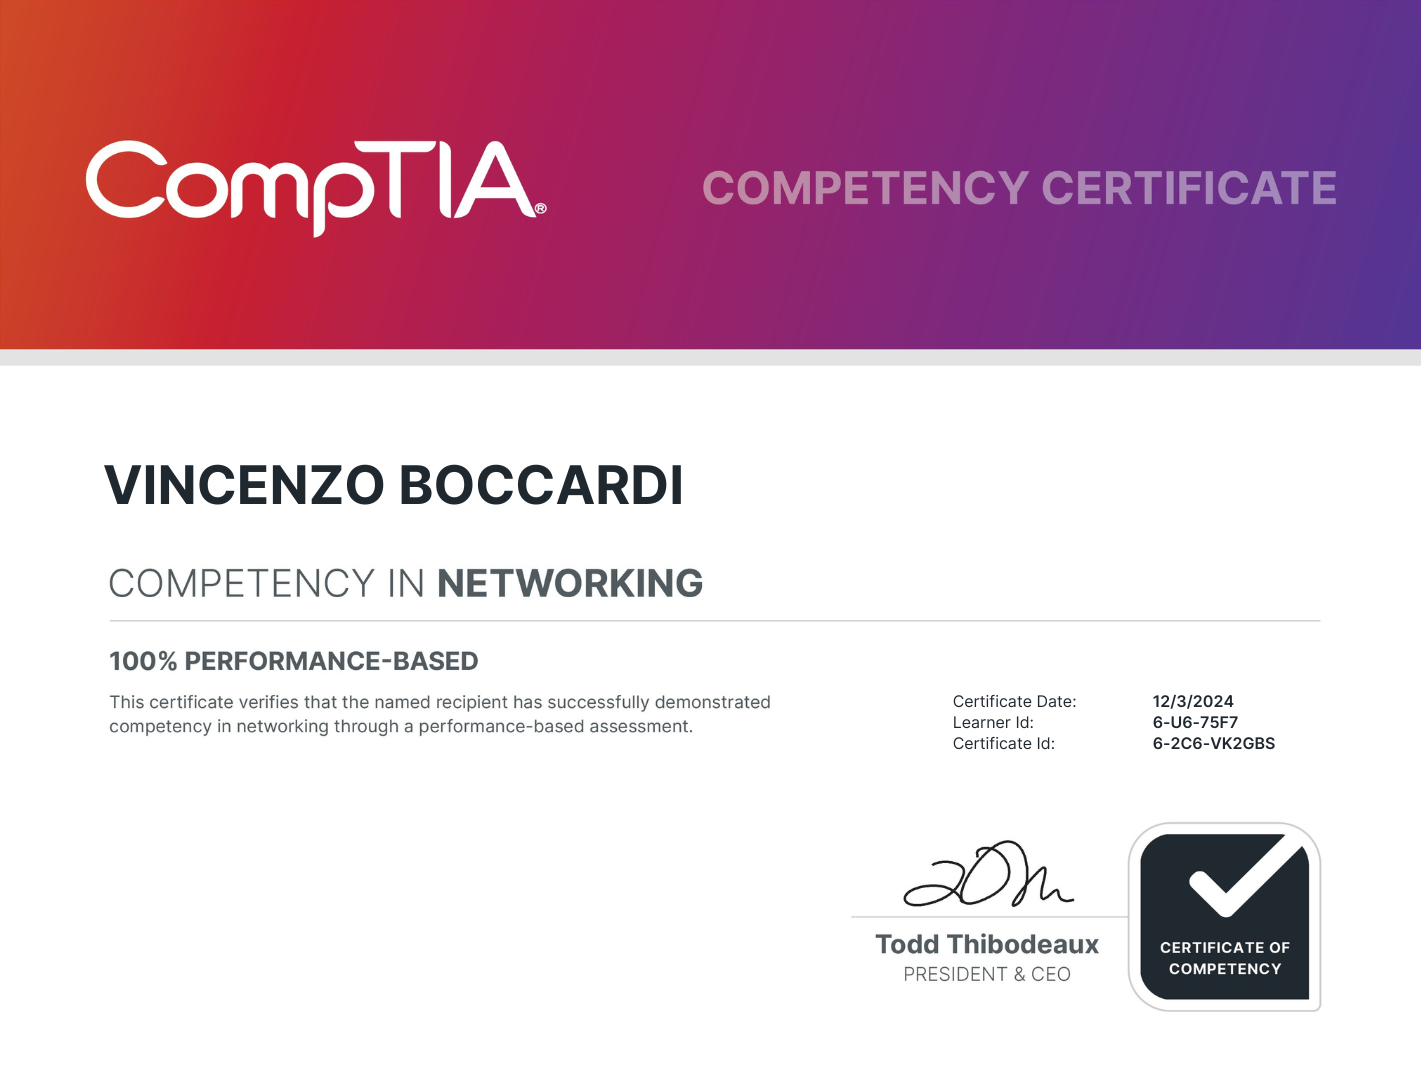 CompTIA®
COMPETENCY CERTIFICATE
VINCENZO BOCCARDI
COMPETENCY IN NETWORKING
100% PERFORMANCE-BASED
This certificate verifies that the named recipient has successfully demonstrated
competency in networking through a performance-based assessment.
Certificate Date: 12/3/2024
Learner Id: 6-U6-75F7
Certificate Id: 6-2C6-VK2GBS
Todd Thibodeaux
PRESIDENT & CEO
CERTIFICATE OF
COMPETENCY